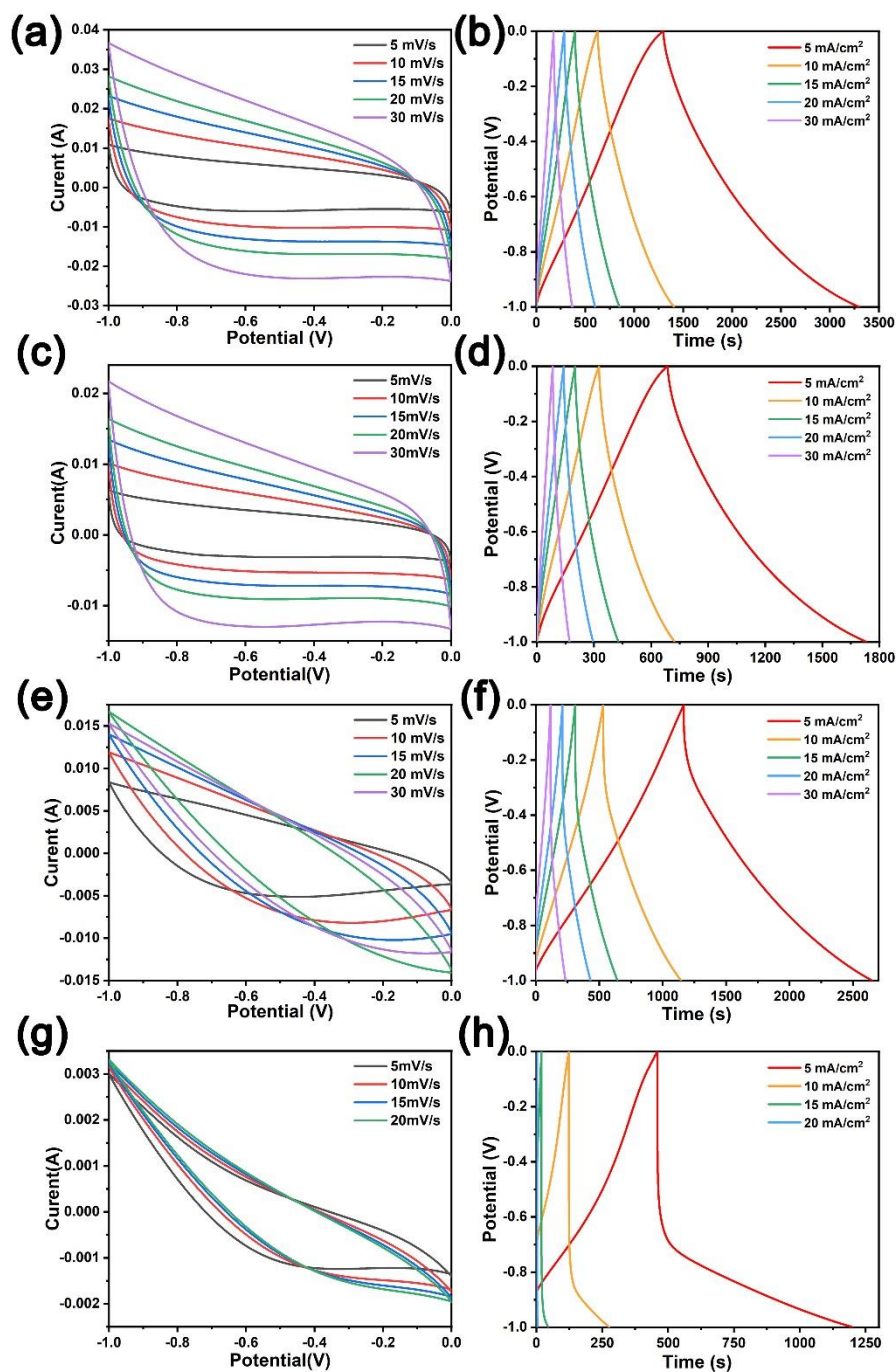 (a)
0.04
0.03
0.02
0.01
0.00
-0.01
-0.02
-0.03
Curent (A)
5 mV/s
10 mV/s
15 mV/s
20 mV/s
30 mV/s
-1.0 -0.8 -0.6 -0.4 -0.2 0.0
Potential (V)
(b)
0.0
-0.2
-0.4
-0.6
-0.8
-1.0
Potential (V)
5 mA/cm²
10 mA/cm²
15 mA/cm²
20 mA/cm²
30 mA/cm²
0 500 1000 1500 2000 2500 3000 3500
Time (s)
(c)
0.02
0.01
0.00
-0.01
Curent(A)
5mV/s
10mV/s
15mV/s
20mV/s
30mV/s
-1.0 -0.8 -0.6 -0.4 -0.2 0.0
Potential(V)
(d)
0.0
-0.2
-0.4
-0.6
-0.8
-1.0
Potential (V)
5 mA/cm²
10 mA/cm²
15 mA/cm²
20 mA/cm²
30 mA/cm²
0 300 600 900 1200 1500 1800
Time (s)
(e)
0.015
0.010
0.005
0.000
-0.005
-0.010
-0.015
Curent (A)
5 mV/s
10 mV/s
15 mV/s
20 mV/s
30 mV/s
-1.0 -0.8 -0.6 -0.4 -0.2 0.0
Potential (V)
(f)
0.0
-0.2
-0.4
-0.6
-0.8
-1.0
Potential (V)
5 mA/cm²
10 mA/cm²
15 mA/cm²
20 mA/cm²
30 mA/cm²
0 500 1000 1500 2000 2500
Time (s)
(g)
0.003
0.002
0.001
0.000
-0.001
-0.002
Curent(A)
5mV/s
10mV/s
15mV/s
20mV/s
-1.0 -0.8 -0.6 -0.4 -0.2 0.0
Potential(V)
(h)
0.0
-0.2
-0.4
-0.6
-0.8
-1.0
Potential (V)
5 mA/cm²
10 mA/cm²
15 mA/cm²
20 mA/cm²
0 250 500 750 1000 1250
Time (s)